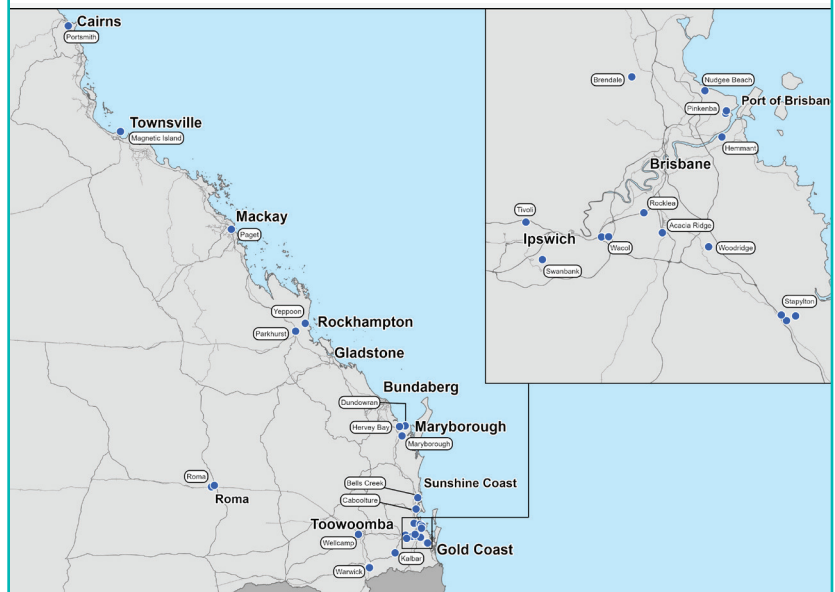 Cairns
Portsmith
Townsville
Magnetic Island
Mackay
Paget
Yeppoon
Rockhampton
Parkhurst
Gladstone
Bundaberg
Dundowran
Hervey Bay
Maryborough
Maryborough
Roma
Roma
Bells Creek
Sunshine Coast
Caboolture
Toowoomba
Wellcamp
Gold Coast
Kalbar
Warwick
Brendale
Nudgee Beach
Pinkenba
Port of Brisban
Hemmant
Brisbane
Tivoli
Rocklea
Ipswich
Acacia Ridge
Wacol
Woodridge
Swanbank
Stapylton